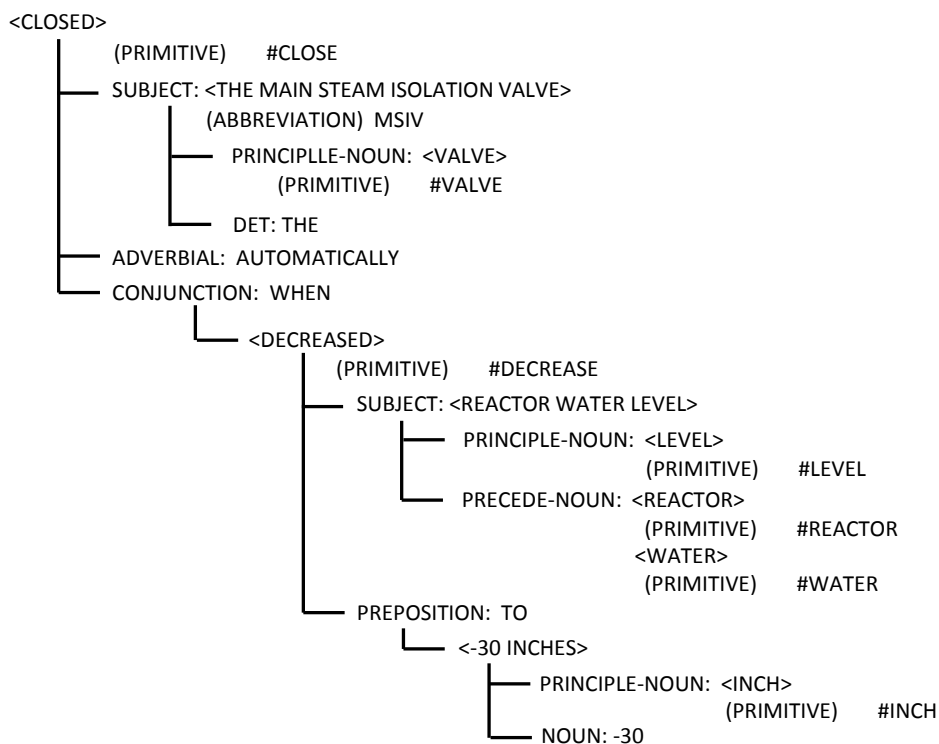 <CLOSED>
(PRIMITIVE) #CLOSE
SUBJECT: <THE MAIN STEAM ISOLATION VALVE>
(ABBREVIATION) MSIV
PRINCIPLLE-NOUN: <VALVE>
(PRIMITIVE) #VALVE
DET: THE
ADVERBIAL: AUTOMATICALLY
CONJUNCTION: WHEN
<DECREASED>
(PRIMITIVE) #DECREASE
SUBJECT: <REACTOR WATER LEVEL>
PRINCIPLE-NOUN: <LEVEL>
(PRIMITIVE) #LEVEL
PRECEDE-NOUN: <REACTOR>
(PRIMITIVE) #REACTOR
<WATER>
(PRIMITIVE) #WATER
PREPOSITION: TO
<-30 INCHES>
PRINCIPLE-NOUN: <INCH>
(PRIMITIVE) #INCH
NOUN: -30